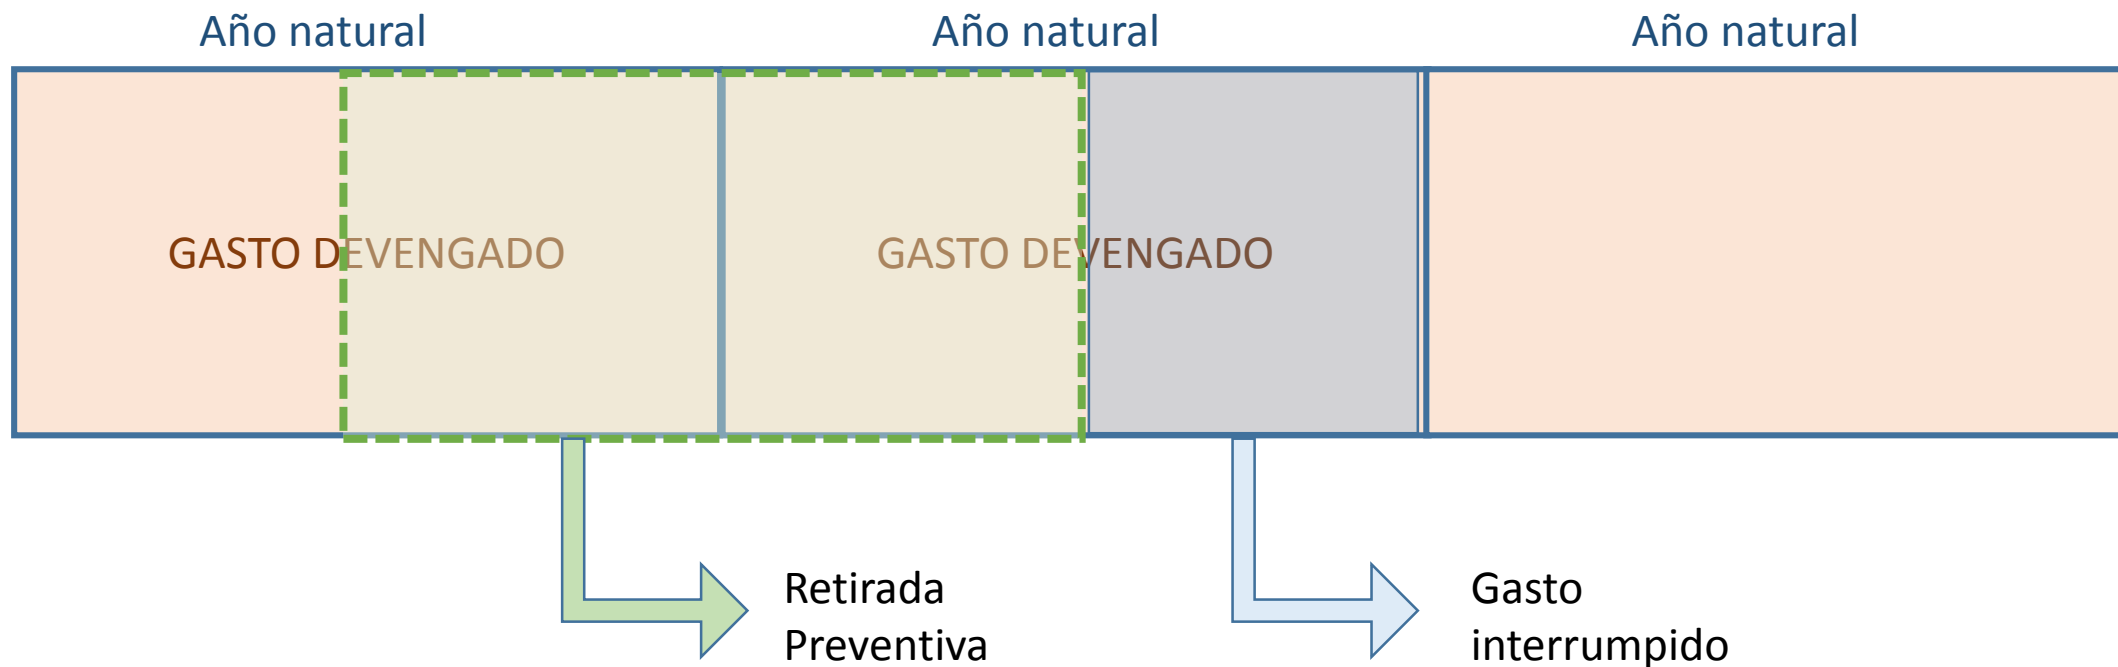 Año natural
Año natural
Año natural
GASTO DEVENGADO
GASTO DEVENGADO
Retirada
Preventiva
Gasto
interrumpido